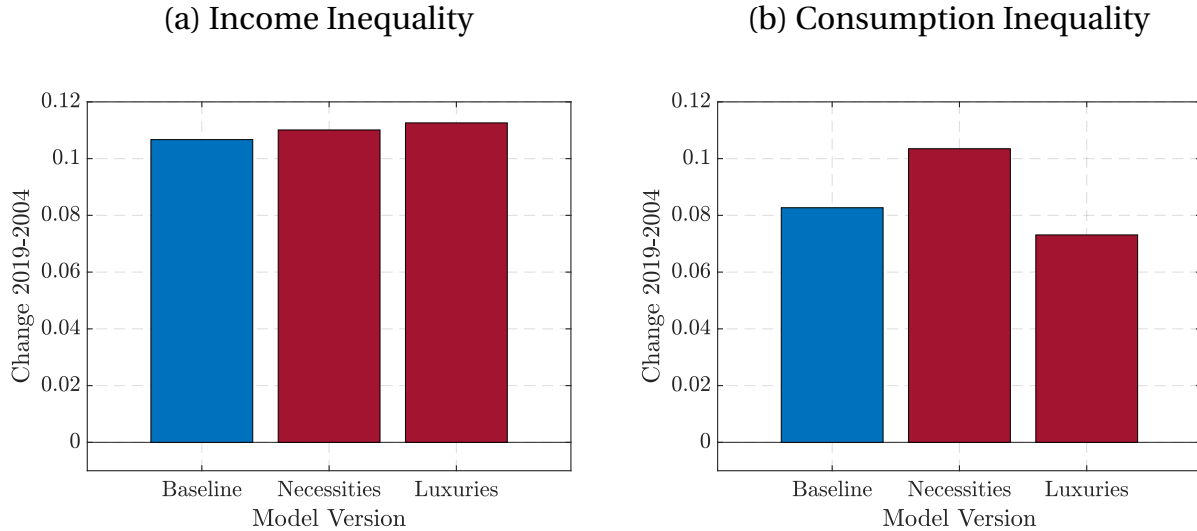 (a) Income Inequality
0.12
0.1
0.08
0.06
0.04
0.02
0
Change 2019-2004
Baseline Necessities Luxuries
Model Version
(b) Consumption Inequality
0.12
0.1
0.08
0.06
0.04
0.02
0
Change 2019-2004
Baseline Necessities Luxuries
Model Version